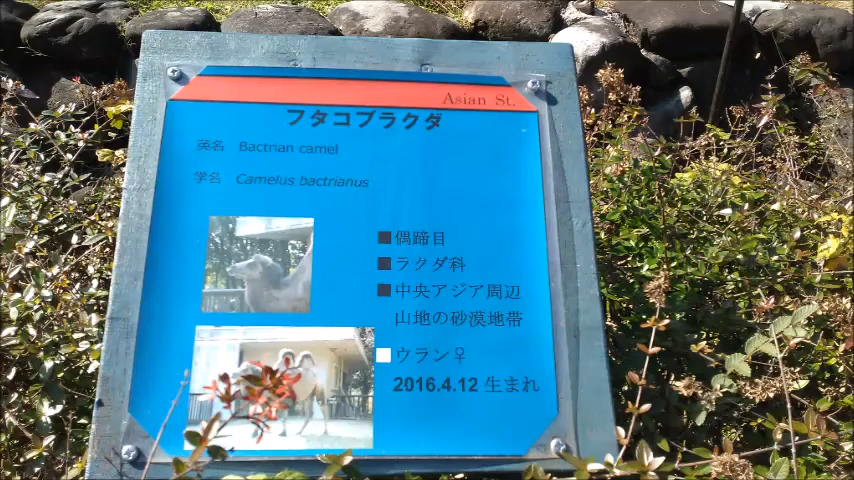 Asian St.
フタコブラクダ
英名 Bactrian camel
学名 Camelus bactrianus
■偶蹄目
■ラクダ科
■中央アジア周辺
山地の砂漠地帯
ウラン♀
2016.4.12 生まれ